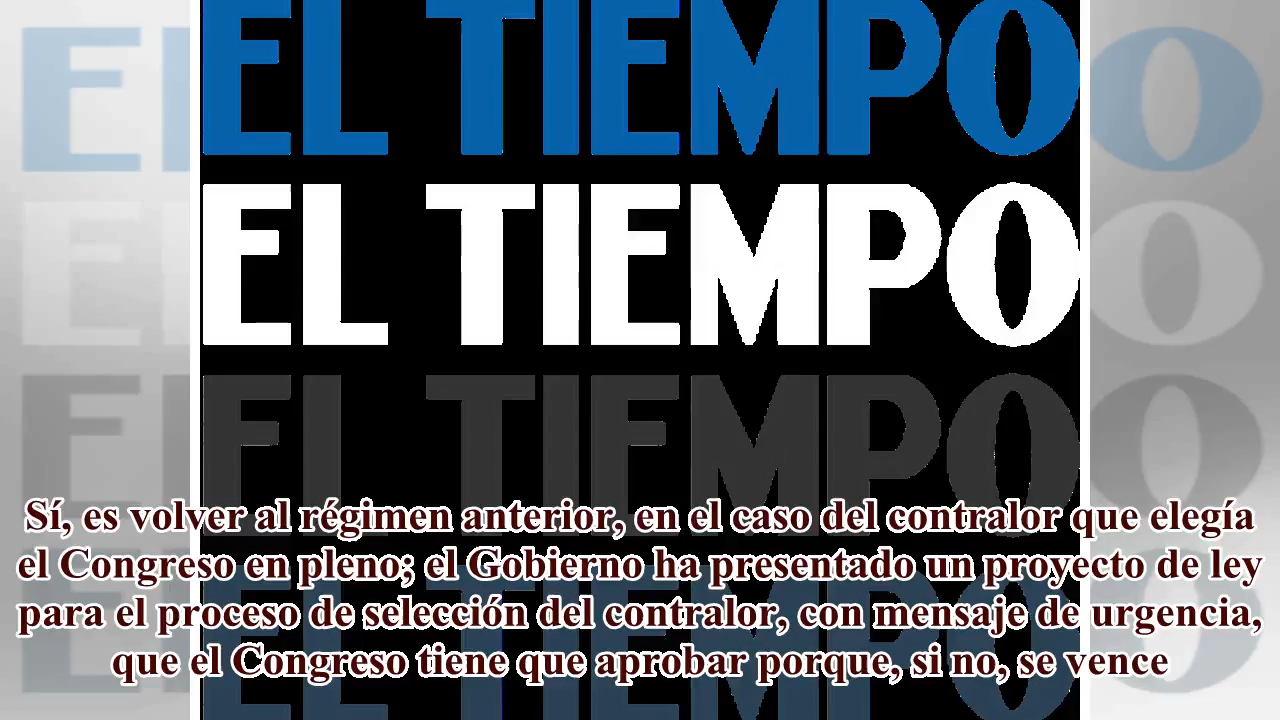 EL TIEMPO
EL TIEMPO
EL TIEMPO
EL TIEMPO
Sí, es volver al régimen anterior, en el caso del contralor que elegía
el Congreso en pleno; el Gobierno ha presentado un proyecto de ley
para el proceso de selección del contralor, con mensaje de urgencia,
que el Congreso tiene que aprobar porque, si no, se vence